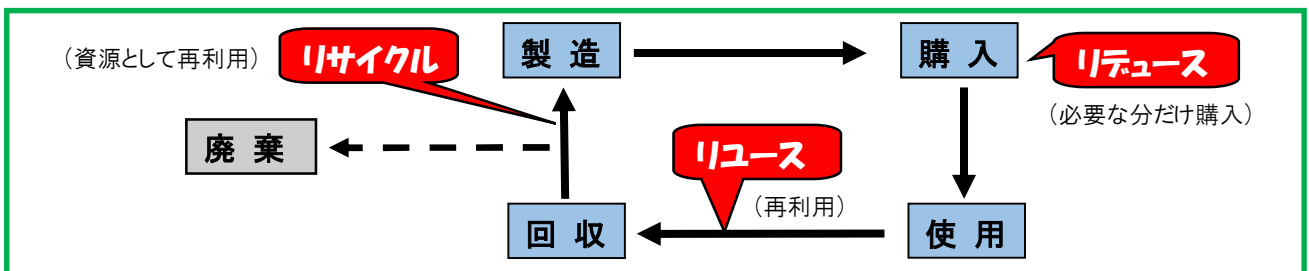 （資源として再利用）
リサイクル
製造
購入
リデュース
（必要な分だけ購入）
廃棄
リユース
（再利用）
回収
使用